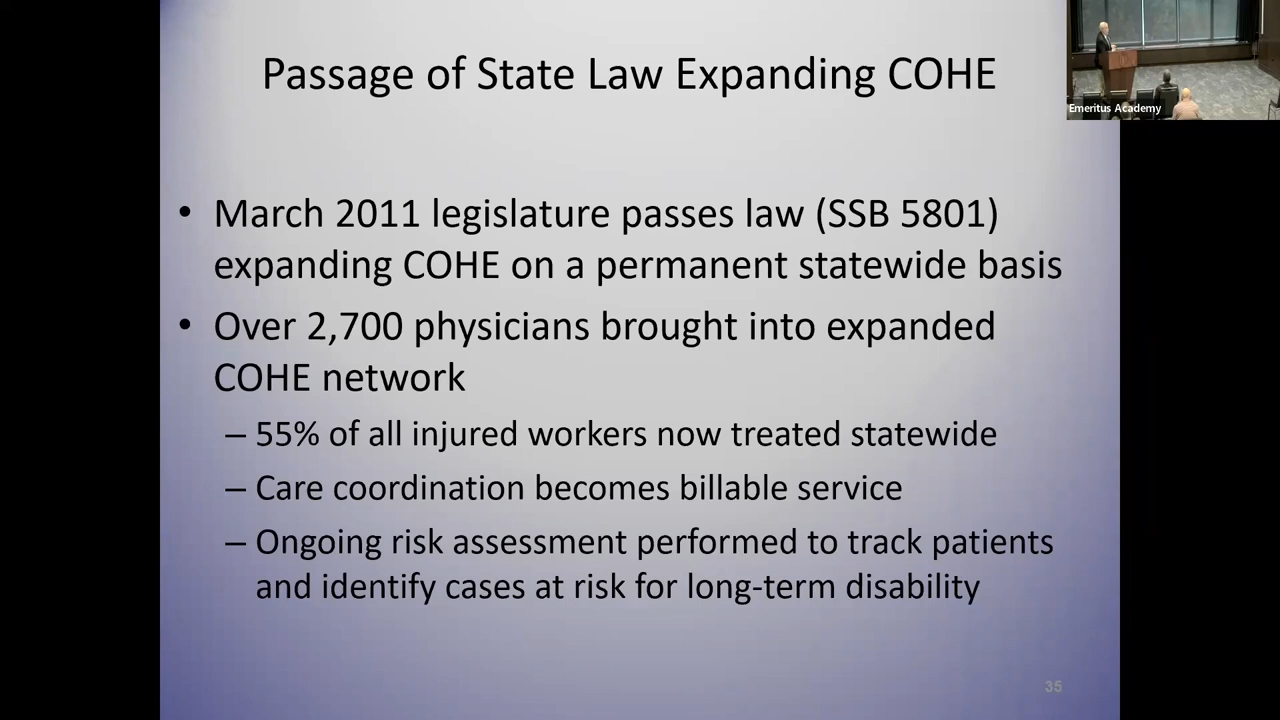 Passage of State Law Expanding COHE
Emeritus Academy
• March 2011 legislature passes law (SSB 5801)
expanding COHE on a permanent statewide basis
• Over 2,700 physicians brought into expanded
COHE network
– 55% of all injured workers now treated statewide
– Care coordination becomes billable service
– Ongoing risk assessment performed to track patients
and identify cases at risk for long-term disability
35